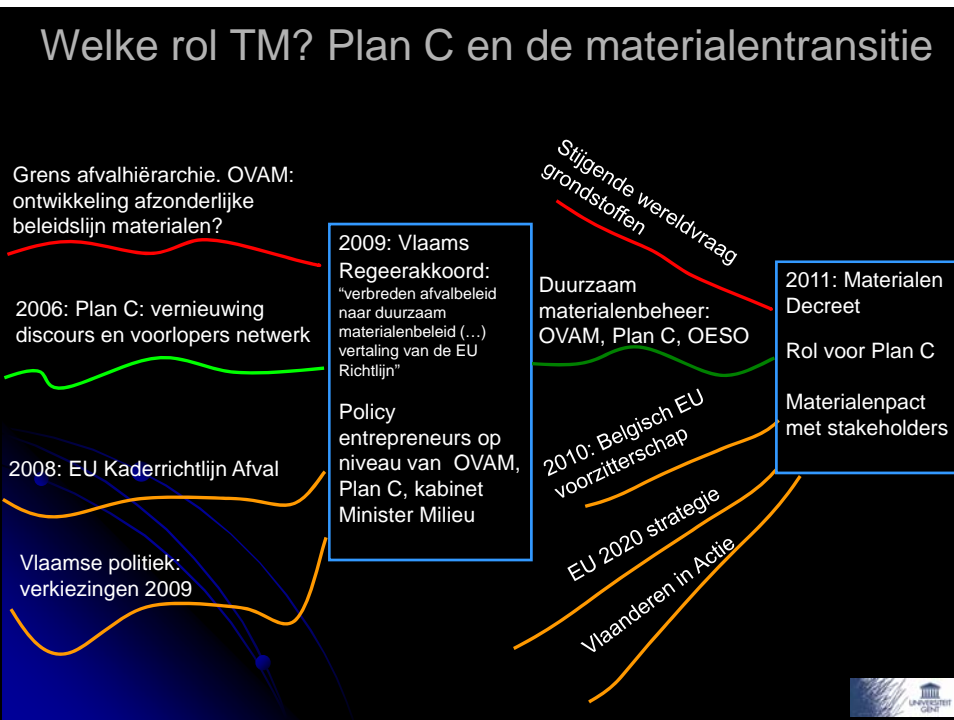 Welke rol TM? Plan C en de materialentransitie
Grens afvalhiërarchie. OVAM:
ontwikkeling afzonderlijke
beleidslijn materialen?
2006: Plan C: vernieuwing
discours en voorlopers netwerk
2008: EU Kaderrichtlijn Afval
Vlaamse politiek:
verkiezingen 2009
2009: Vlaams
Regeerakkoord:
“verbreden afvalbeleid
naar duurzaam
materialenbeleid (…)
vertaling van de EU
Richtlijn”
Policy
entrepreneurs op
niveau van OVAM,
Plan C, kabinet
Minister Milieu
Stijgende wereldvraag
grondstoffen
Duurzaam
materialenbeheer:
OVAM, Plan C, OESO
2010: Belgisch EU
voorzitterschap
EU 2020 strategie
Vlaanderen in Actie
2011: Materialen
Decreet
Rol voor Plan C
Materialenpact
met stakeholders
UNIVERSITEIT
GENT